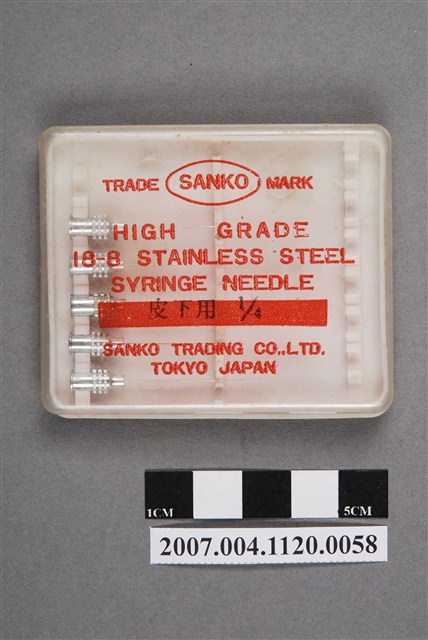 TRADE SANKO MARK
HIGH GRADE
18-8 STAINLESS STEEL
SYRINGE NEEDLE
皮下用 1/4
SANKO TRADING CO.,LTD.
TOKYO JAPAN
1CM 5CM
2007.004.1120.0058